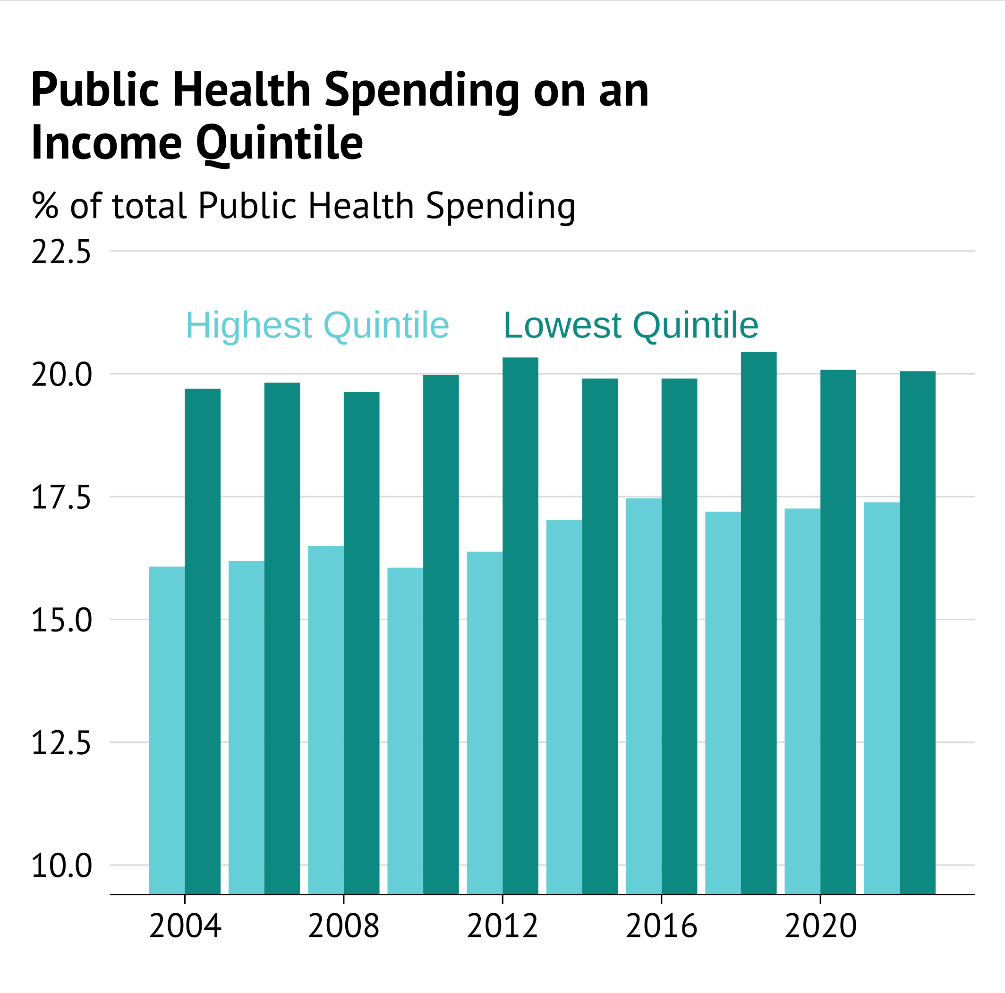 Public Health Spending on an
Income Quintile
% of total Public Health Spending
22.5
Highest Quintile Lowest Quintile
20.0
17.5
15.0
12.5
10.0
2004 2008 2012 2016 2020